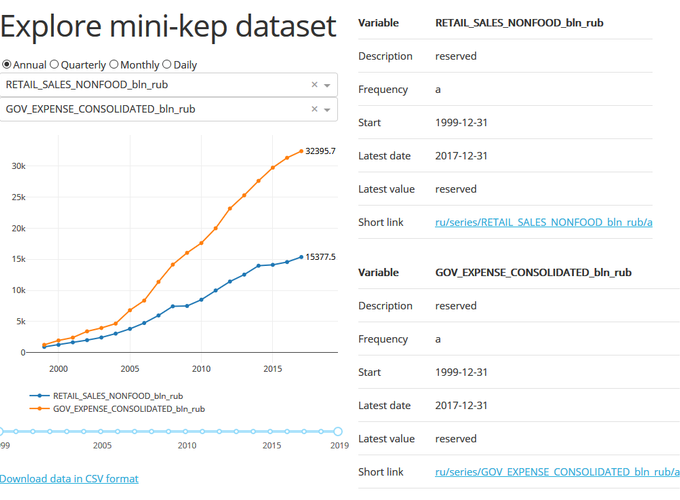 Explore mini-kep dataset
Annual Quarterly Monthly Daily
RETAIL_SALES_NONFOOD_bln_rub
GOV_EXPENSE_CONSOLIDATED_bln_rub
32395.7
30k
25k
20k
15377.5
15k
10k
5k
0
2000 2005 2010 2015
RETAIL_SALES_NONFOOD_bln_rub
GOV_EXPENSE_CONSOLIDATED_bln_rub
99 2005 2010 2015 2019
Download data in CSV format
Variable RETAIL_SALES_NONFOOD_bln_rub
Description reserved
Frequency a
Start 1999-12-31
Latest date 2017-12-31
Latest value reserved
Short link ru/series/RETAIL_SALES_NONFOOD_bln_rub/a
Variable GOV_EXPENSE_CONSOLIDATED_bln_rub
Description reserved
Frequency a
Start 1999-12-31
Latest date 2017-12-31
Latest value reserved
Short link ru/series/GOV_EXPENSE_CONSOLIDATED_bln_rub/a